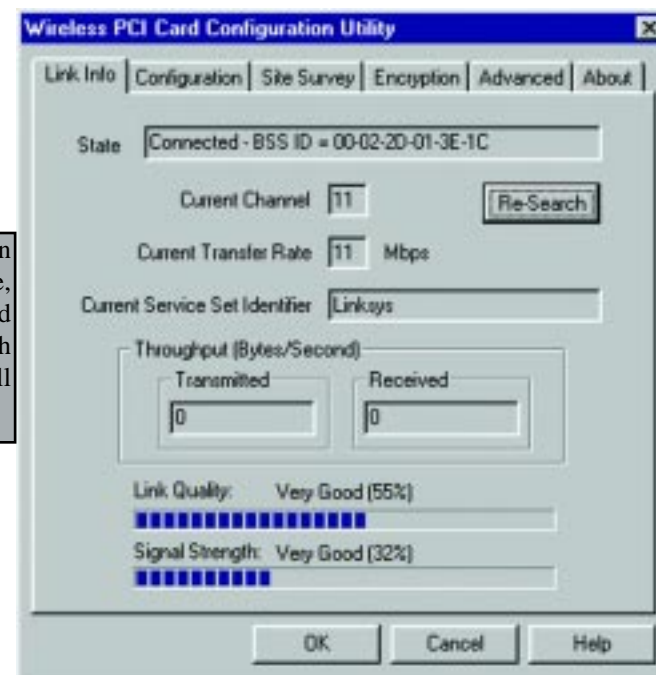 Wireless PCI Card Configuration Utility
Link Info Configuration Site Survey Encryption Advanced About
State Connected - BSS ID = 00-02-2D-01-3E-1C
Current Channel 11 Re-Search
Current Transfer Rate 11 Mbps
Current Service Set Identifier Linksys
Throughput (Bytes/Second)
Transmitted Received
0 0
Link Quality: Very Good (55%)
Signal Strength: Very Good (32%)
OK Cancel Help